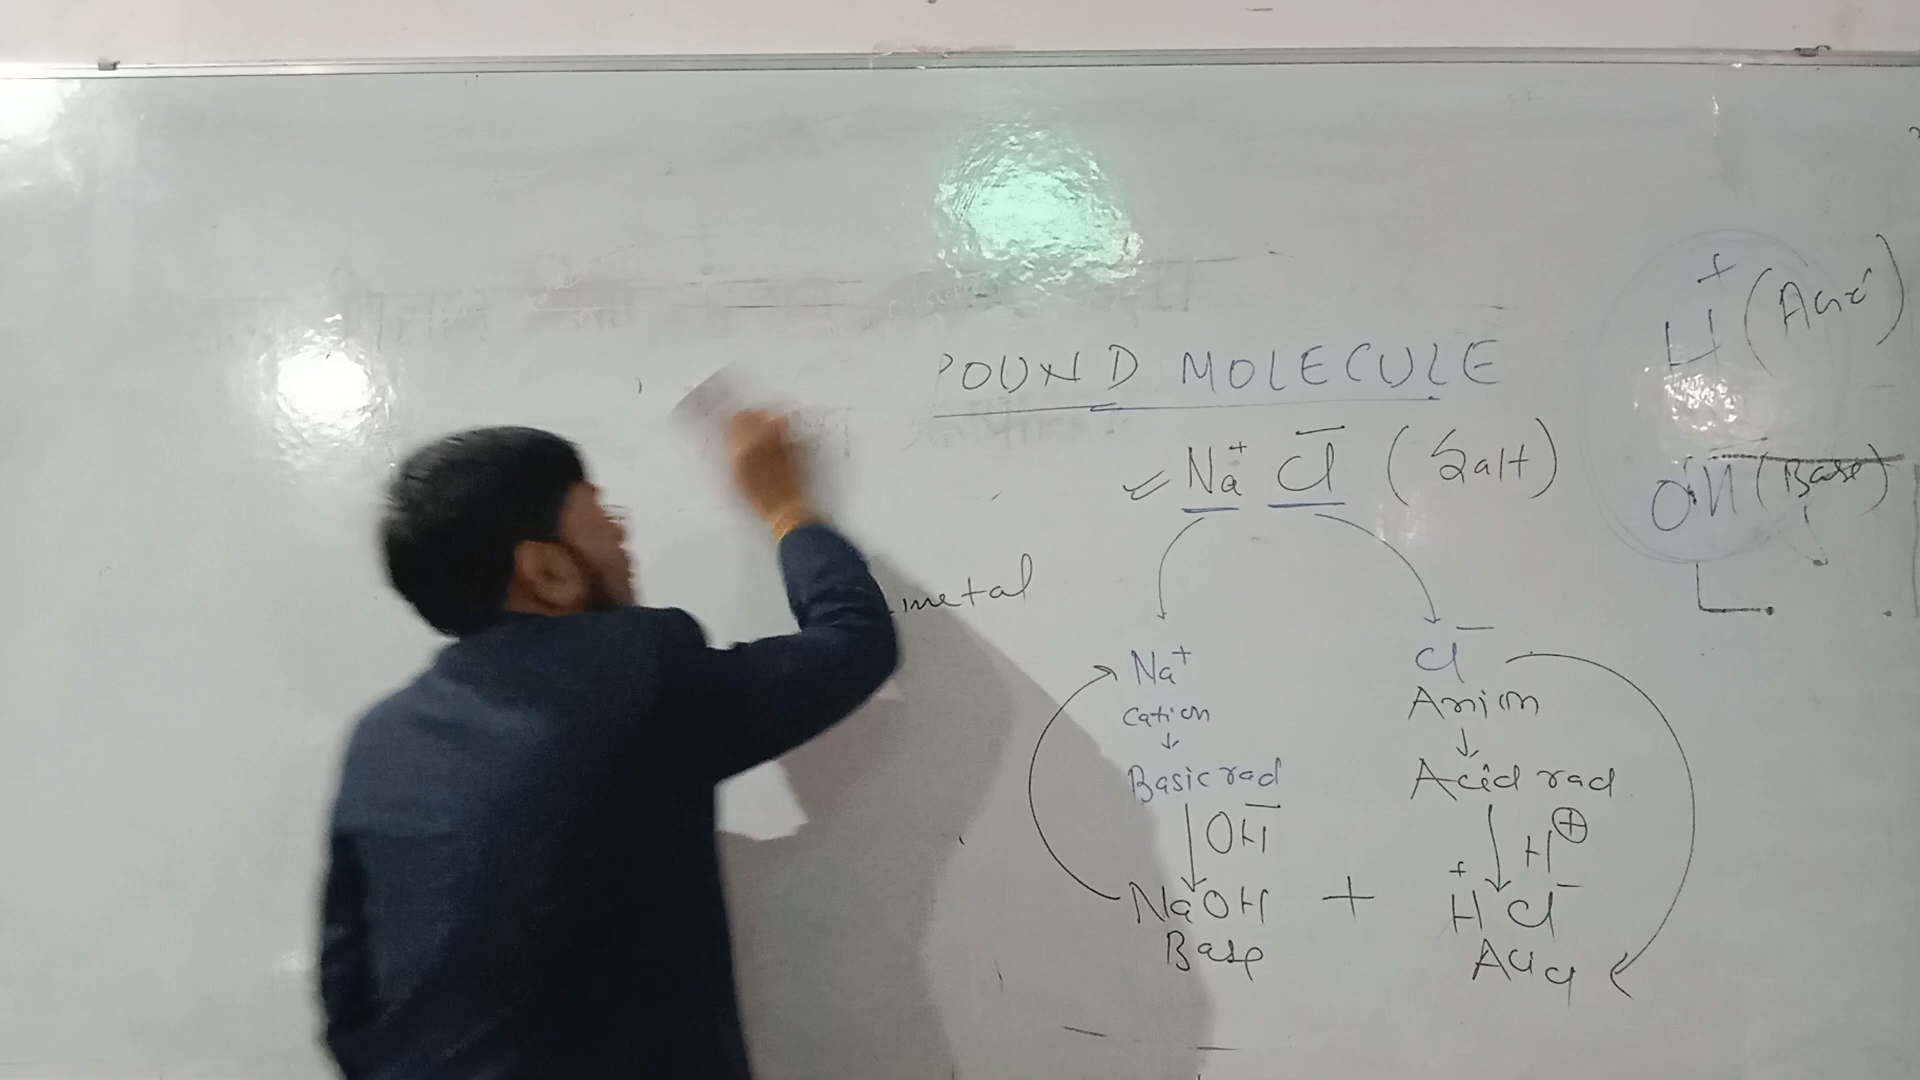 POUND MOLECULE
Na⁺ Cl⁻ (Salt)
H⁺ (Acid)
OH⁻ (Base)
metal
Na⁺
Cation
↓
Basic rad
↓ OH⁻
NaOH
Base
+
Cl⁻
Anion
↓
Acid rad
↓ H⊕
H⁺Cl⁻
Acid